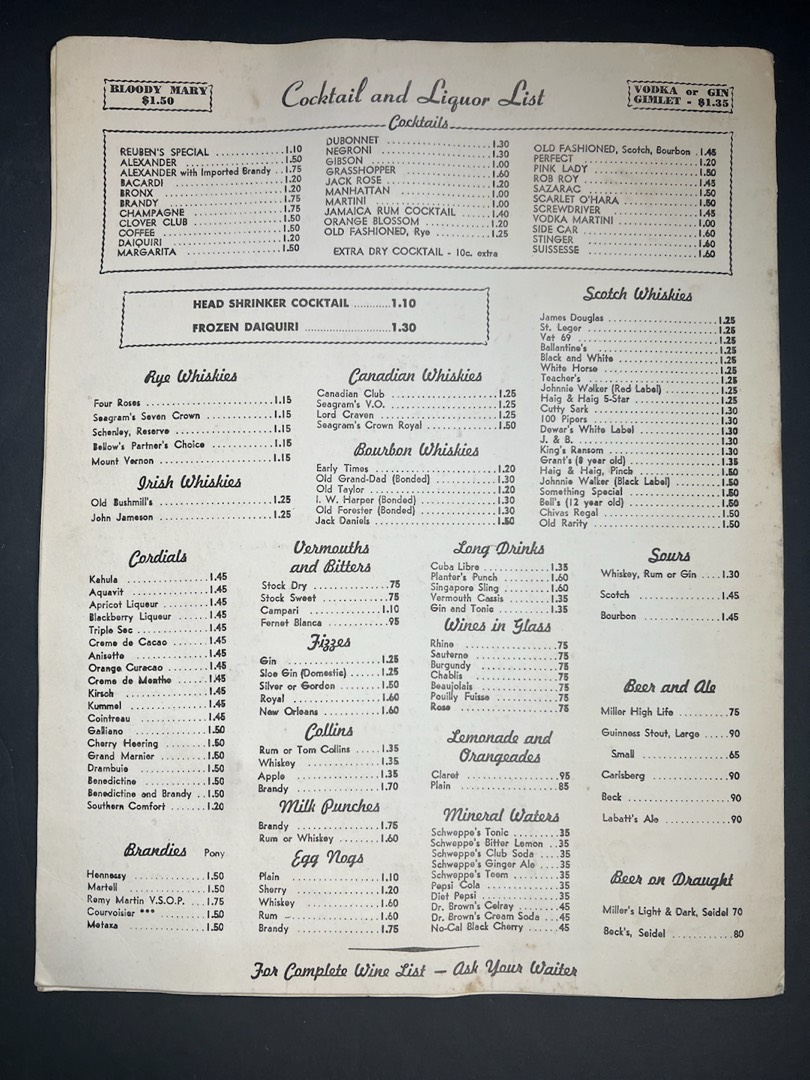 BLOODY MARY
$1.50
Cocktail and Liquor List
VODKA or GIN
GIMLET - $1.35
Cocktails
REUBEN'S SPECIAL ............1.10
ALEXANDER ............1.50
ALEXANDER with Imported Brandy ..1.75
BACARDI ............1.20
BRONX ............1.20
BRANDY ............1.75
CHAMPAGNE ............1.75
CLOVER CLUB ............1.50
COFFEE ............1.50
DAIQUIRI ............1.20
MARGARITA ............1.50
DUBONNET ............1.30
NEGRONI ............1.30
GIBSON ............1.00
GRASSHOPPER ............1.60
JACK ROSE ............1.20
MANHATTAN ............1.00
MARTINI ............1.00
JAMAICA RUM COCKTAIL ......1.40
ORANGE BLOSSOM ............1.20
OLD FASHIONED, Rye ............1.25
EXTRA DRY COCKTAIL - 10c. extra
OLD FASHIONED, Scotch, Bourbon .1.45
PERFECT ............1.20
PINK LADY ............1.50
ROB ROY ............1.45
SAZARAC ............1.50
SCARLET O'HARA ............1.50
SCREWDRIVER ............1.45
VODKA MARTINI ............1.00
SIDE CAR ............1.60
STINGER ............1.60
SUISSESSE ............1.60
HEAD SHRINKER COCKTAIL ...........1.10
FROZEN DAIQUIRI ............1.30
Scotch Whiskies
James Douglas ............1.25
St. Leger ............1.25
Vat 69 ............1.25
Ballantine's ............1.25
Black and White ............1.25
White Horse ............1.25
Teacher's ............1.25
Johnnie Walker (Red Label) ............1.25
Haig & Haig 5-Star ............1.25
Cutty Sark ............1.30
100 Pipers ............1.30
Dewar's White Label ............1.30
J. & B. ............1.30
King's Ransom ............1.30
Grant's (8 year old) ............1.35
Haig & Haig, Pinch ............1.50
Johnnie Walker (Black Label) ............1.50
Something Special ............1.50
Bell's (12 year old) ............1.50
Chivas Regal ............1.50
Old Rarity ............1.50
Rye Whiskies
Four Roses ............1.15
Seagram's Seven Crown ............1.15
Schenley, Reserve ............1.15
Bellow's Partner's Choice ............1.15
Mount Vernon ............1.15
Irish Whiskies
Old Bushmill's ............1.25
John Jameson ............1.25
Canadian Whiskies
Canadian Club ............1.25
Seagram's V.O. ............1.25
Lord Craven ............1.25
Seagram's Crown Royal ............1.50
Bourbon Whiskies
Early Times ............1.20
Old Grand-Dad (Bonded) ............1.30
Old Taylor ............1.20
I. W. Harper (Bonded) ............1.30
Old Forester (Bonded) ............1.30
Jack Daniels ............1.50
Cordials
Kahula ............1.45
Aquavit ............1.45
Apricot Liqueur ............1.45
Blackberry Liqueur ............1.45
Triple Sec ............1.45
Creme de Cacao ............1.45
Anisette ............1.45
Orange Curacao ............1.45
Creme de Menthe ............1.45
Kirsch ............1.45
Kummel ............1.45
Cointreau ............1.45
Galliano ............1.50
Cherry Heering ............1.50
Grand Marnier ............1.50
Drambuie ............1.50
Benedictine ............1.50
Benedictine and Brandy ..1.50
Southern Comfort .......1.20
Brandies Pony
Hennessy ............1.50
Martell ............1.50
Remy Martin V.S.O.P. ...1.75
Courvoisier *** ............1.50
Metaxa ............1.50
Vermouths
and Bitters
Stock Dry ............75
Stock Sweet ............75
Campari ............1.10
Fernet Blanca ............95
Fizzes
Gin ............1.25
Sloe Gin (Domestic) ......1.25
Silver or Gordon ............1.50
Royal ............1.60
New Orleans ............1.60
Collins
Rum or Tom Collins ......1.35
Whiskey ............1.35
Apple ............1.35
Brandy ............1.70
Milk Punches
Brandy ............1.75
Rum or Whiskey ............1.60
Egg Nogs
Plain ............1.10
Sherry ............1.20
Whiskey ............1.60
Rum ............1.60
Brandy ............1.75
Long Drinks
Cuba Libre ............1.35
Planter's Punch ............1.60
Singapore Sling ............1.60
Vermouth Cassis ............1.35
Gin and Tonic ............1.35
Wines in Glass
Rhine ............75
Sauterne ............75
Burgundy ............75
Chablis ............75
Beaujolais ............75
Pouilly Fuisse ............75
Rose ............75
Lemonade and
Orangeades
Claret ............95
Plain ............85
Mineral Waters
Schweppe's Tonic .........35
Schweppe's Bitter Lemon ..35
Schweppe's Club Soda ....35
Schweppe's Ginger Ale ....35
Schweppe's Teem ............35
Pepsi Cola ............35
Diet Pepsi ............35
Dr. Brown's Celray .........45
Dr. Brown's Cream Soda ...45
No-Cal Black Cherry ......45
Sours
Whiskey, Rum or Gin ....1.30
Scotch ............1.45
Bourbon ............1.45
Beer and Ale
Miller High Life ............75
Guinness Stout, Large .....90
Small ............65
Carlsberg ............90
Beck ............90
Labatt's Ale ............90
Beer on Draught
Miller's Light & Dark, Seidel 70
Beck's, Seidel ............80
For Complete Wine List — Ask Your Waiter